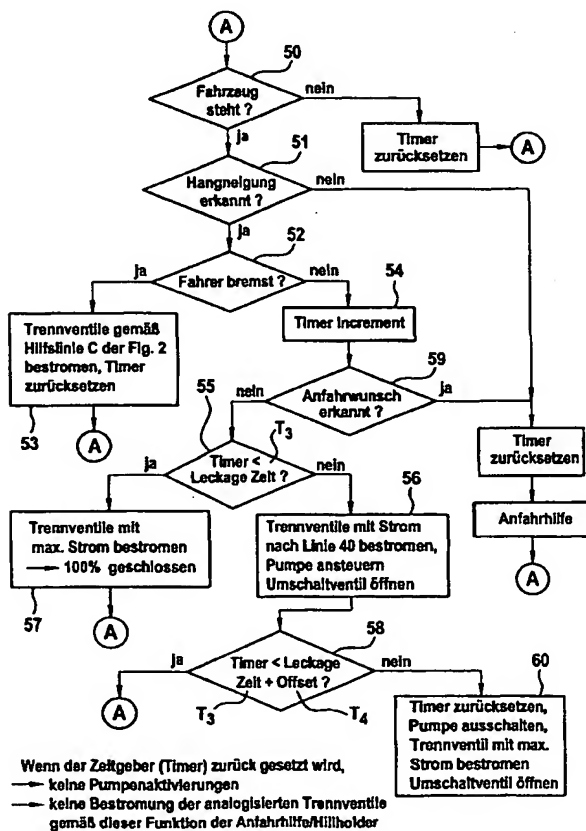 A
50
Fahrzeug
steht ?
nein
Timer
zurücksetzen
A
ja
51
Hangneigung
erkannt ?
nein
ja
52
Fahrer bremst ?
ja
nein
54
Timer Increment
Trennventile gemäß
Hilfslinie C der Fig. 2
bestromen, Timer
zurücksetzen
53
A
59
Anfahrwunsch
erkannt ?
nein
ja
55
T3
Timer <
Leckage Zeit ?
ja
nein
Timer
zurücksetzen
Anfahrhilfe
A
56
Trennventile mit Strom
nach Linie 40 bestromen,
Pumpe ansteuern
Umschaltventil öffnen
Trennventile mit
max. Strom bestromen
→ 100% geschlossen
57
A
58
Timer < Leckage
Zeit + Offset ?
ja
nein
T3
T4
A
60
Timer zurücksetzen,
Pumpe ausschalten,
Trennventil mit max.
Strom bestromen
Umschaltventil öffnen
Wenn der Zeitgeber (Timer) zurück gesetzt wird,
→ keine Pumpenaktivierungen
→ keine Bestromung der analogisierten Trennventile
gemäß dieser Funktion der Anfahrhilfe/Hillholder